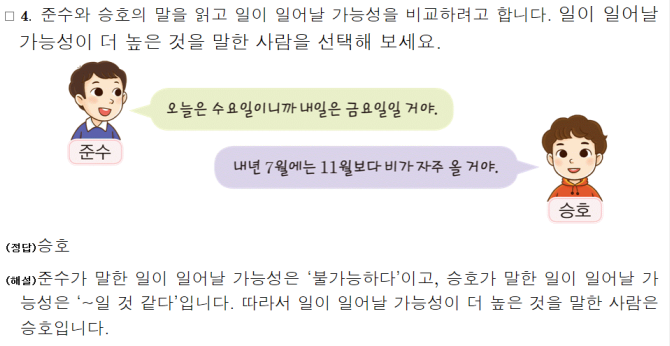 □ 4. 준수와 승호의 말을 읽고 일이 일어날 가능성을 비교하려고 합니다. 일이 일어날
가능성이 더 높은 것을 말한 사람을 선택해 보세요.
오늘은 수요일이니까 내일은 금요일일 거야.
준수
내년 7월에는 11월보다 비가 자주 올 거야.
승호
(정답)승호
(해설)준수가 말한 일이 일어날 가능성은 ‘불가능하다’이고, 승호가 말한 일이 일어날 가
능성은 ‘~일 것 같다’입니다. 따라서 일이 일어날 가능성이 더 높은 것을 말한 사람은
승호입니다.